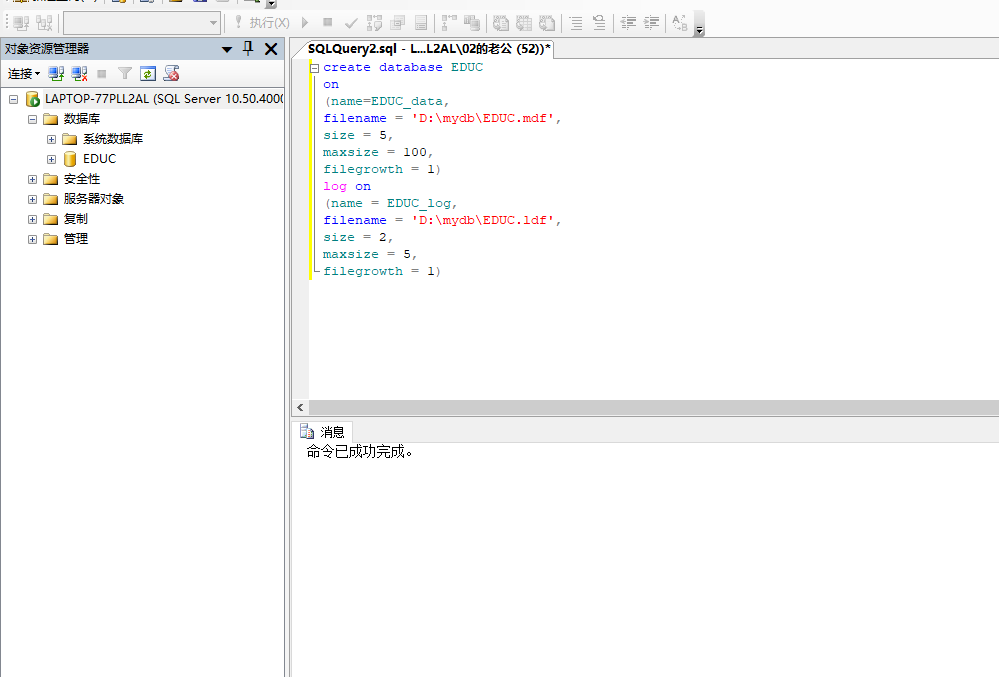 执行(X)
对象资源管理器
连接
LAPTOP-77PLL2AL (SQL Server 10.50.4000
数据库
系统数据库
EDUC
安全性
服务器对象
复制
管理
SQLQuery2.sql - L...L2AL\02的老公 (52))*
create database EDUC
on
(name=EDUC_data,
filename = 'D:\mydb\EDUC.mdf',
size = 5,
maxsize = 100,
filegrowth = 1)
log on
(name = EDUC_log,
filename = 'D:\mydb\EDUC.ldf',
size = 2,
maxsize = 5,
filegrowth = 1)
消息
命令已成功完成。